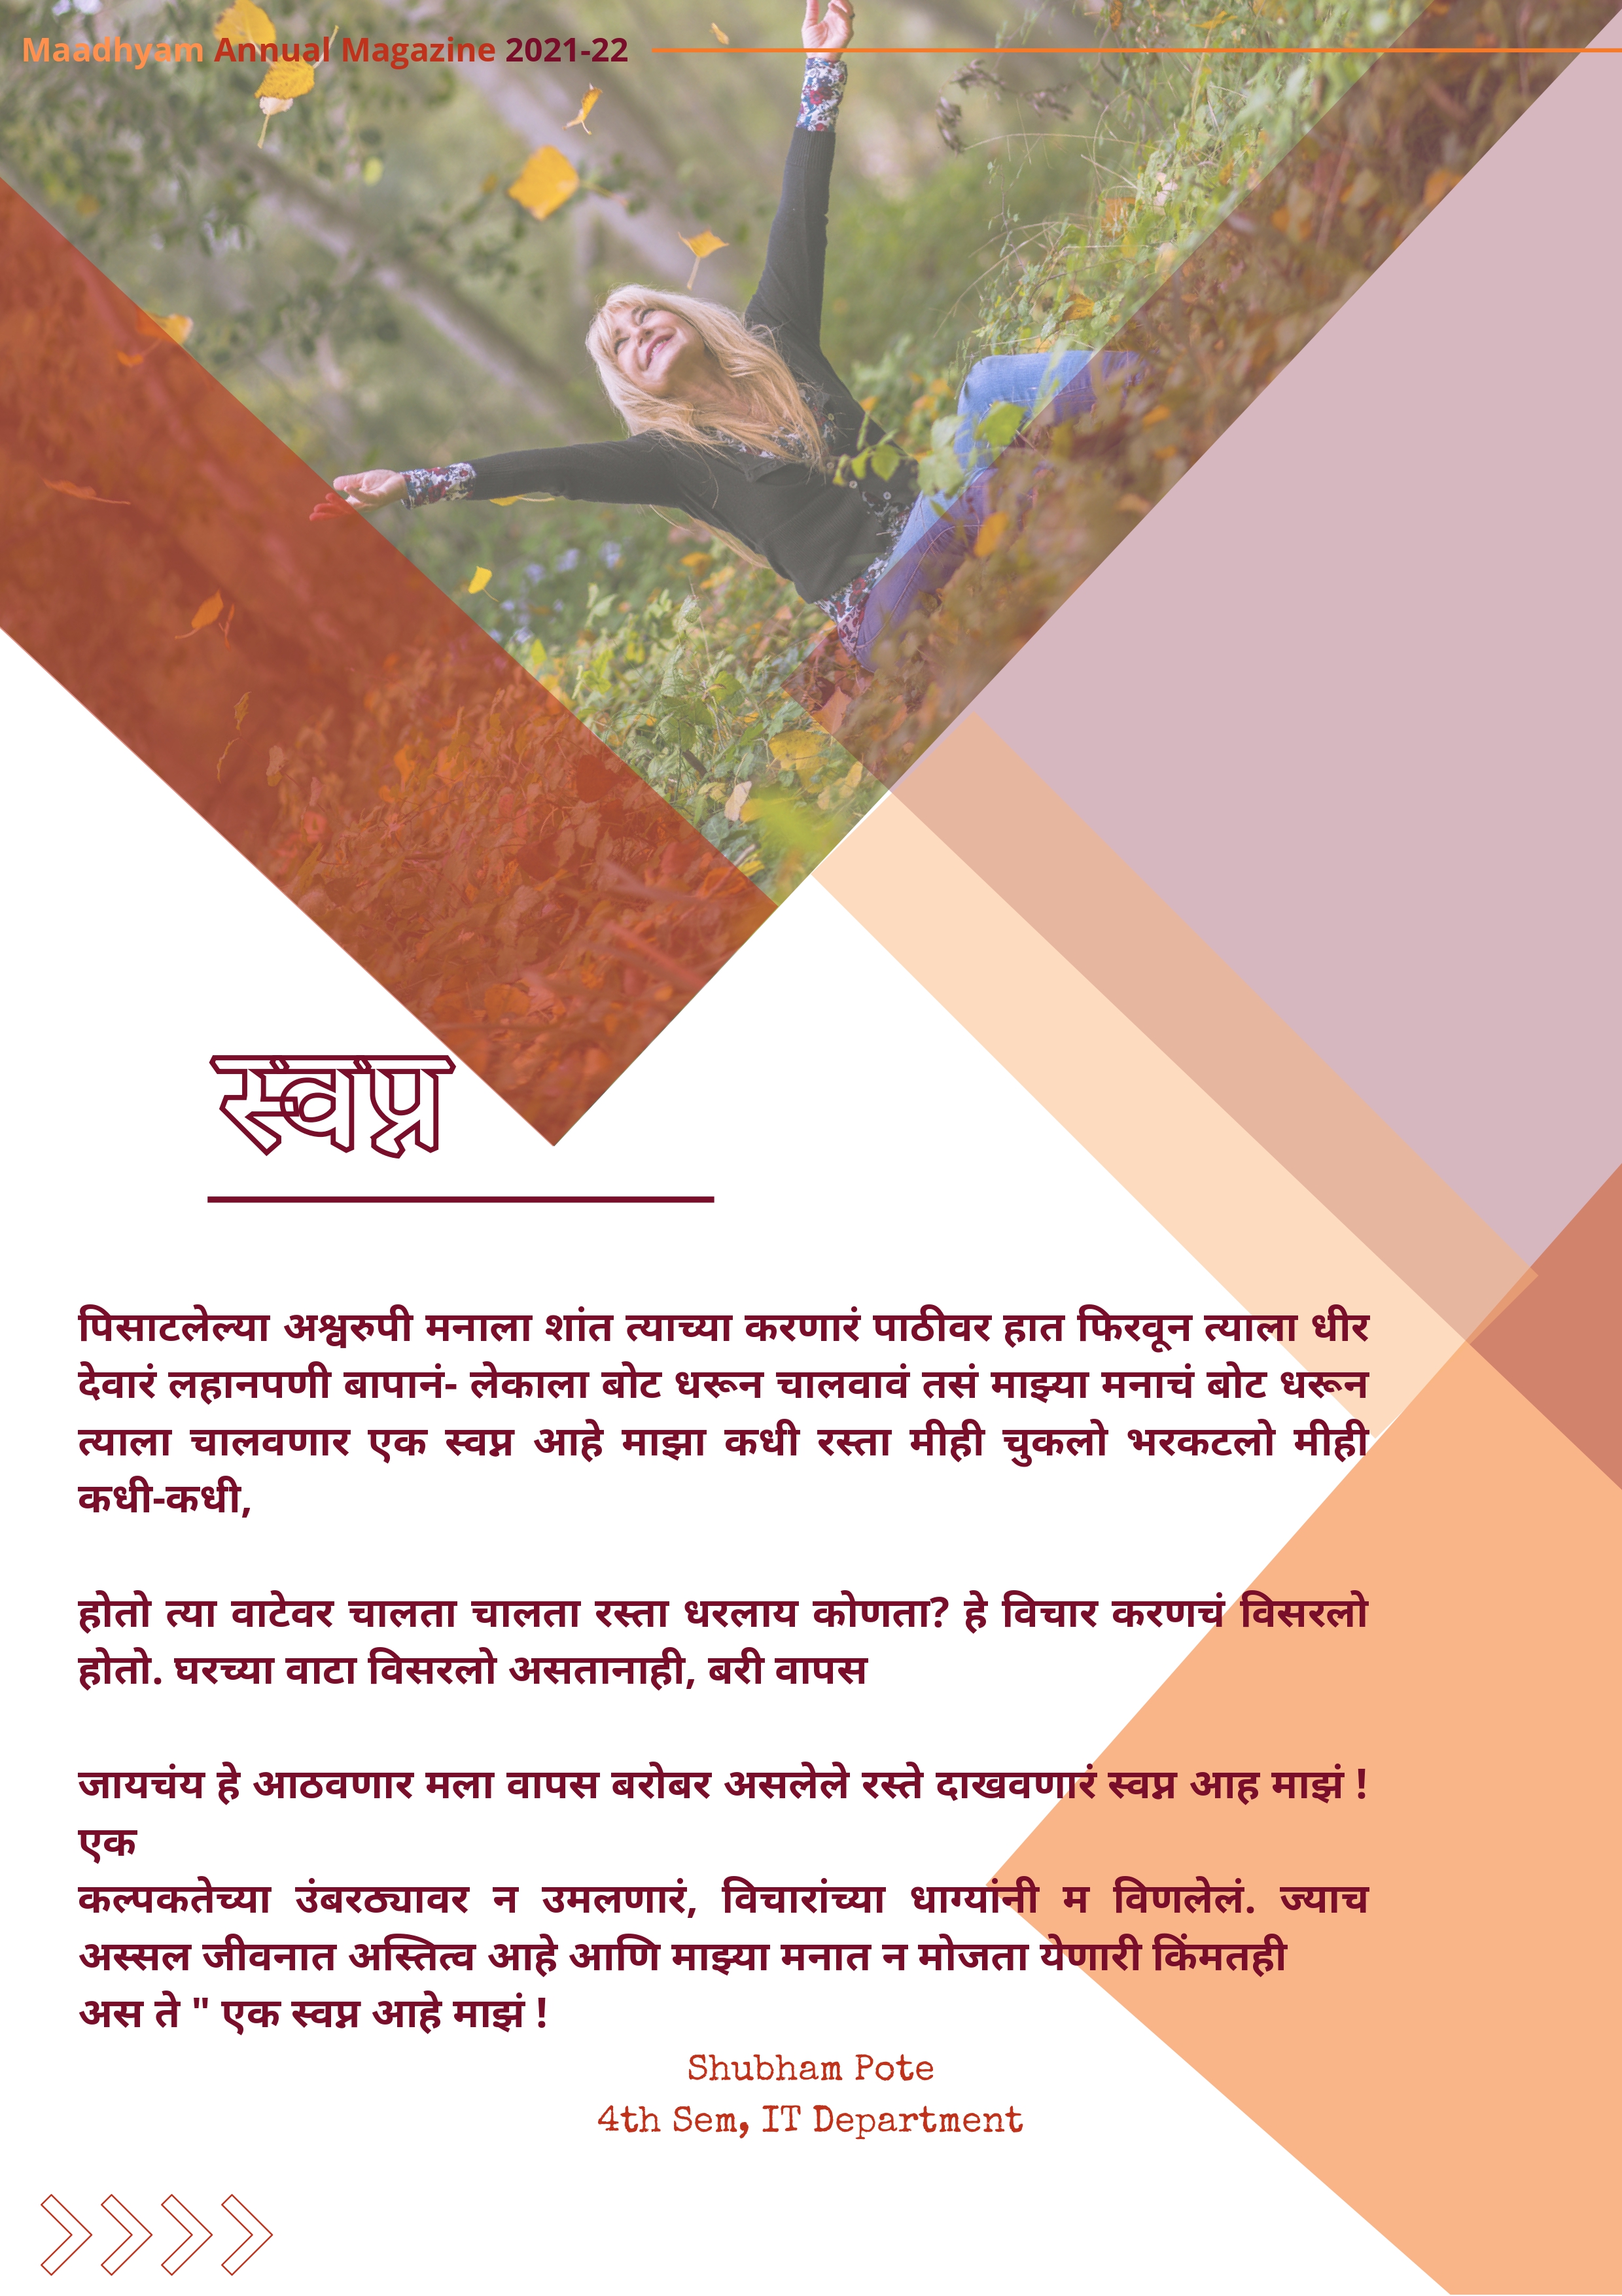 Maadhyam Annual Magazine 2021-22
स्वप्न
पिसाटलेल्या अश्वरुपी मनाला शांत त्याच्या करणारं पाठीवर हात फिरवून त्याला धीर
देवारं लहानपणी बापानं- लेकाला बोट धरून चालवावं तसं माझ्या मनाचं बोट धरून
त्याला चालवणार एक स्वप्न आहे माझा कधी रस्ता मीही चुकलो भरकटलो मीही
कधी-कधी,
होतो त्या वाटेवर चालता चालता रस्ता धरलाय कोणता? हे विचार करणचं विसरलो
होतो. घरच्या वाटा विसरलो असतानाही, बरी वापस
जायचंय हे आठवणार मला वापस बरोबर असलेले रस्ते दाखवणारं स्वप्न आह माझं !
एक
कल्पकतेच्या उंबरठ्यावर न उमलणारं, विचारांच्या धाग्यांनी म विणलेलं. ज्याच
अस्सल जीवनात अस्तित्व आहे आणि माझ्या मनात न मोजता येणारी किंमतही
अस ते " एक स्वप्न आहे माझं !
Shubham Pote
4th Sem, IT Department